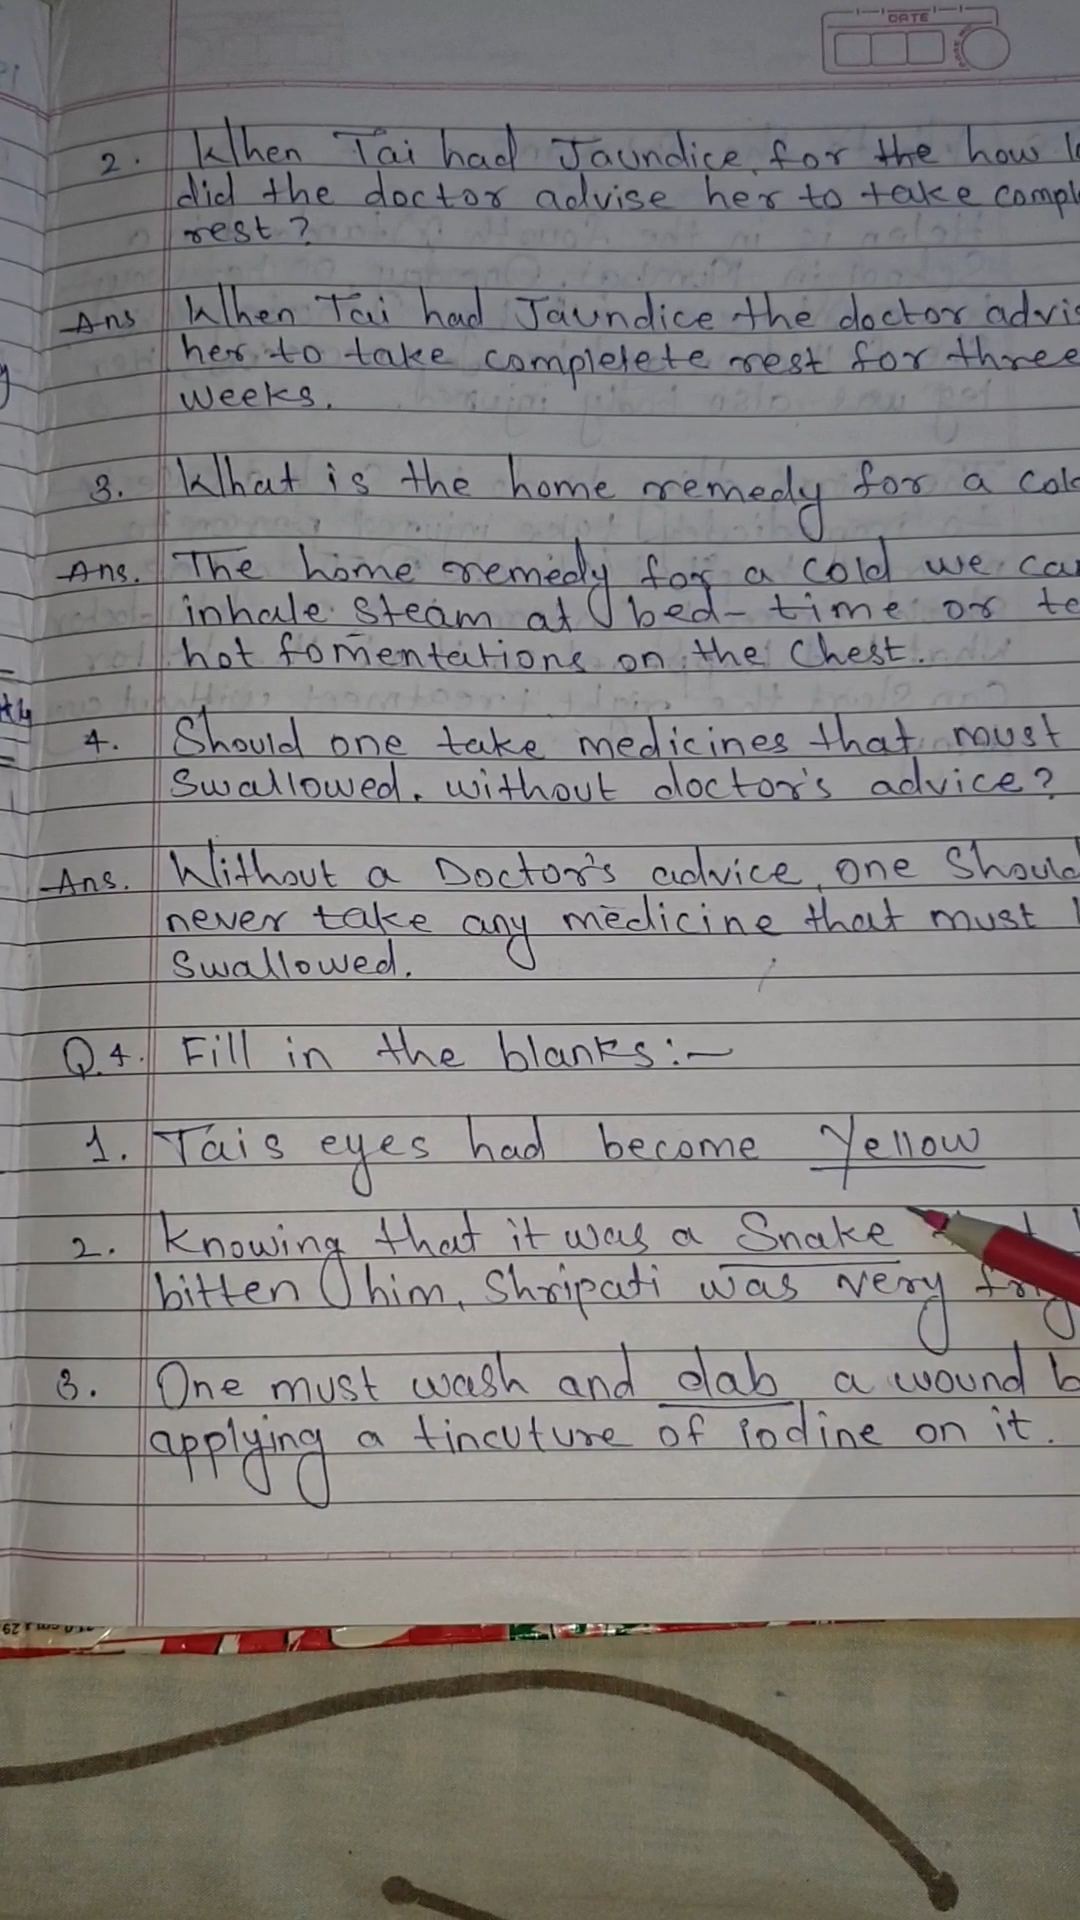 DATE
2. When Tai had Jaundice, for the how
did the doctor advise her to take
rest?
Ans When Tai had Jaundice the doctor
her to take compelete rest for three
weeks.
3. What is the home remedy for a
Ans. The home remedy for a cold we
inhale steam at bed-time or
hot fomentations on the Chest.
4. Should one take medicines that must
Swallowed. without doctor's advice?
Ans. Without a Doctor's advice, one Should
never take any medicine that must
Swallowed.
Q.4. Fill in the blanks:-
1. Tais eyes had become Yellow
2. Knowing that it was a Snake
bitten him, Shripati was very
3. One must wash and dab a wound
applying a tincuture of iodine on it.